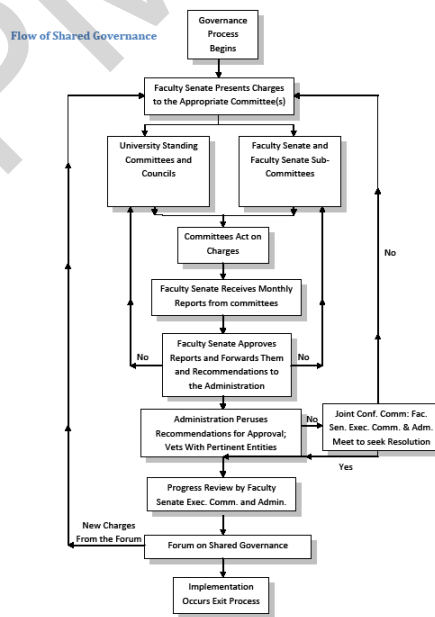 Flow of Shared Governance
Governance
Process
Begins
Faculty Senate Presents Charges
to the Appropriate Committee(s)
University Standing
Committees and
Councils
Faculty Senate and
Faculty Senate Sub-
Committees
Committees Act on
Charges
No
Faculty Senate Receives Monthly
Reports from committees
Faculty Senate Approves
Reports and Forwards Them
and Recommendations to
the Administration
No
No
Administration Peruses
Recommendations for Approval;
Vets With Pertinent Entities
No
Joint Conf. Comm: Fac.
Sen. Exec. Comm. & Adm.
Meet to seek Resolution
Yes
Progress Review by Faculty
Senate Exec. Comm. and Admin.
New Charges
From the Forum
Forum on Shared Governance
Implementation
Occurs Exit Process